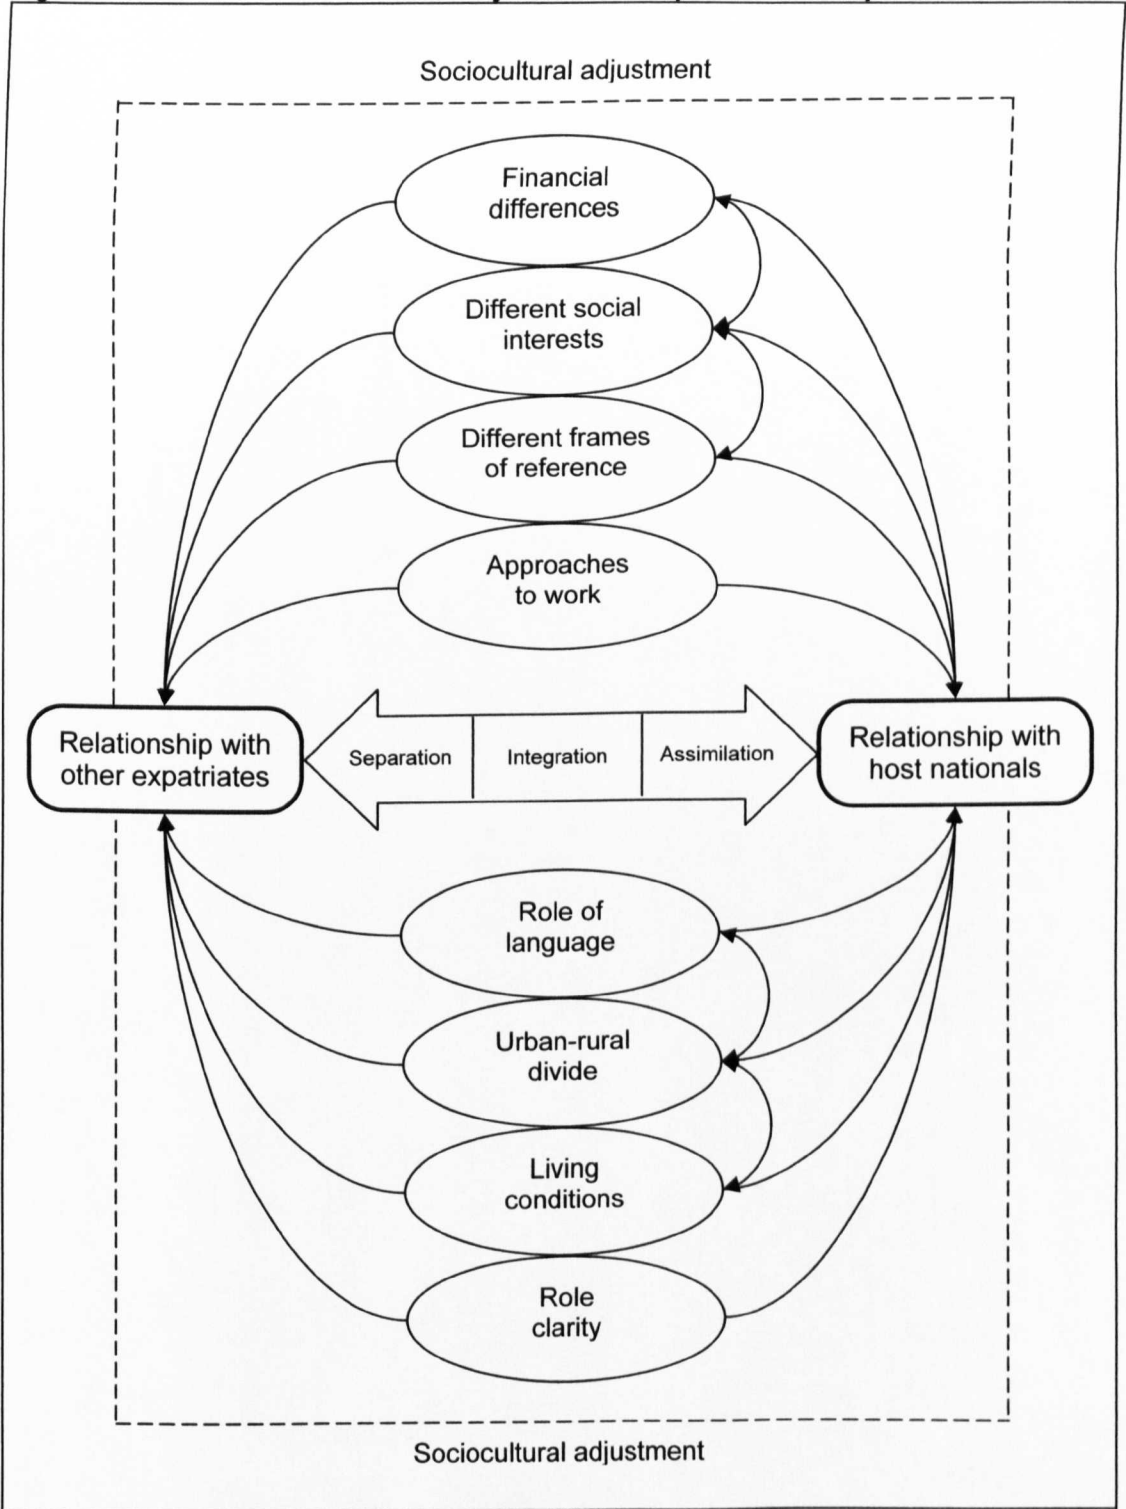 Sociocultural adjustment
Financial
differences
Different social
interests
Different frames
of reference
Approaches
to work
Relationship with
other expatriates
Separation
Integration
Assimilation
Relationship with
host nationals
Role of
language
Urban-rural
divide
Living
conditions
Role
clarity
Sociocultural adjustment